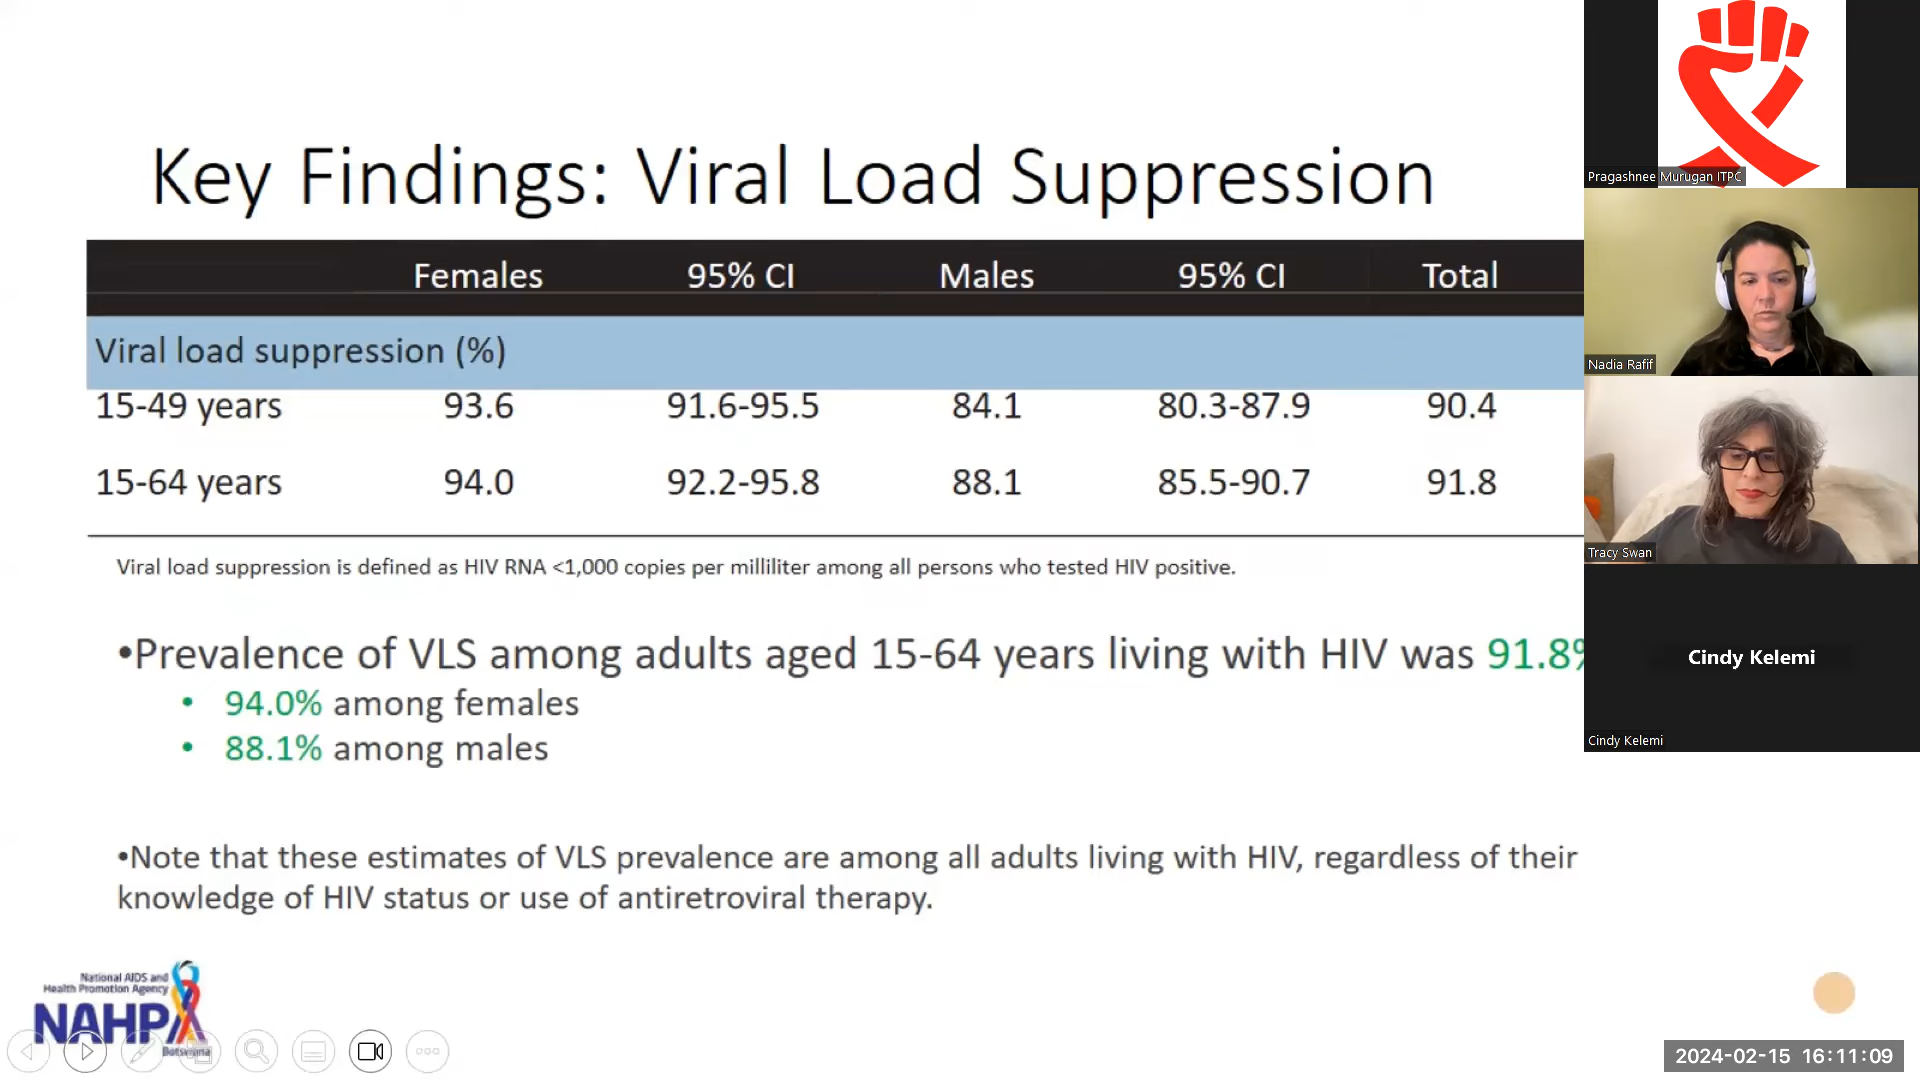 Key Findings: Viral Load Suppression
Females 95% CI Males 95% CI Total
Viral load suppression (%)
15-49 years 93.6 91.6-95.5 84.1 80.3-87.9 90.4
15-64 years 94.0 92.2-95.8 88.1 85.5-90.7 91.8
Viral load suppression is defined as HIV RNA <1,000 copies per milliliter among all persons who tested HIV positive.
•Prevalence of VLS among adults aged 15-64 years living with HIV was 91.8%
• 94.0% among females
• 88.1% among males
•Note that these estimates of VLS prevalence are among all adults living with HIV, regardless of their
knowledge of HIV status or use of antiretroviral therapy.
National AIDS and
Health Promotion Agency
NAHPA
Botswana
Pragashnee Murugan ITPC
Nadia Rafif
Tracy Swan
Cindy Kelemi
Cindy Kelemi
2024-02-15 16:11:09